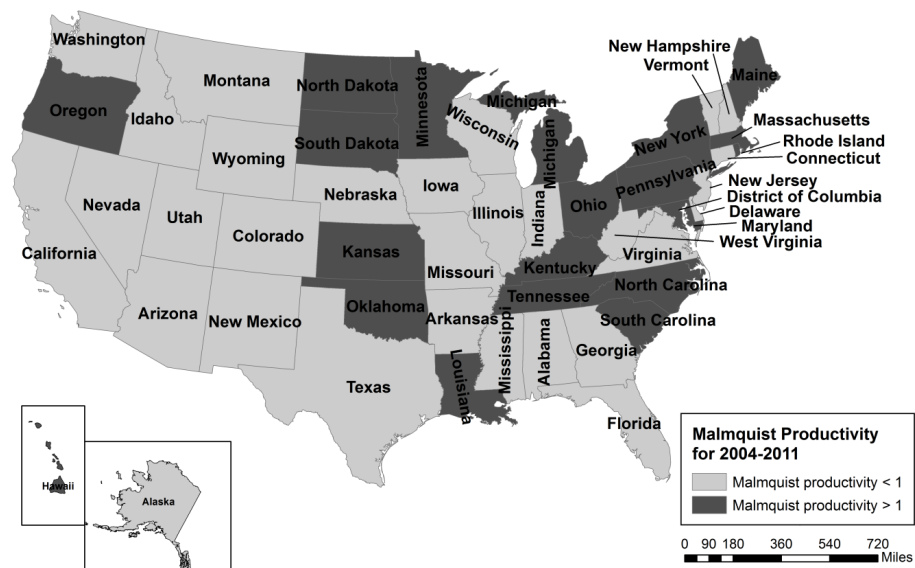 Washington
Montana
North Dakota
Minnesota
Oregon
Idaho
South Dakota
Wisconsin
Michigan
Michigan
New Hampshire
Vermont
Maine
Massachusetts
New York
Rhode Island
Connecticut
Wyoming
Pennsylvania
New Jersey
District of Columbia
Delaware
Maryland
West Virginia
Nebraska
Iowa
Illinois
Indiana
Ohio
Nevada
Utah
Colorado
California
Kansas
Missouri
Kentucky
Virginia
Arizona
New Mexico
Oklahoma
Arkansas
Tennessee
North Carolina
South Carolina
Mississippi
Alabama
Georgia
Texas
Louisiana
Florida
Hawaii
Alaska
Malmquist Productivity
for 2004-2011
Malmquist productivity < 1
Malmquist productivity > 1
0 90 180 360 540 720
Miles